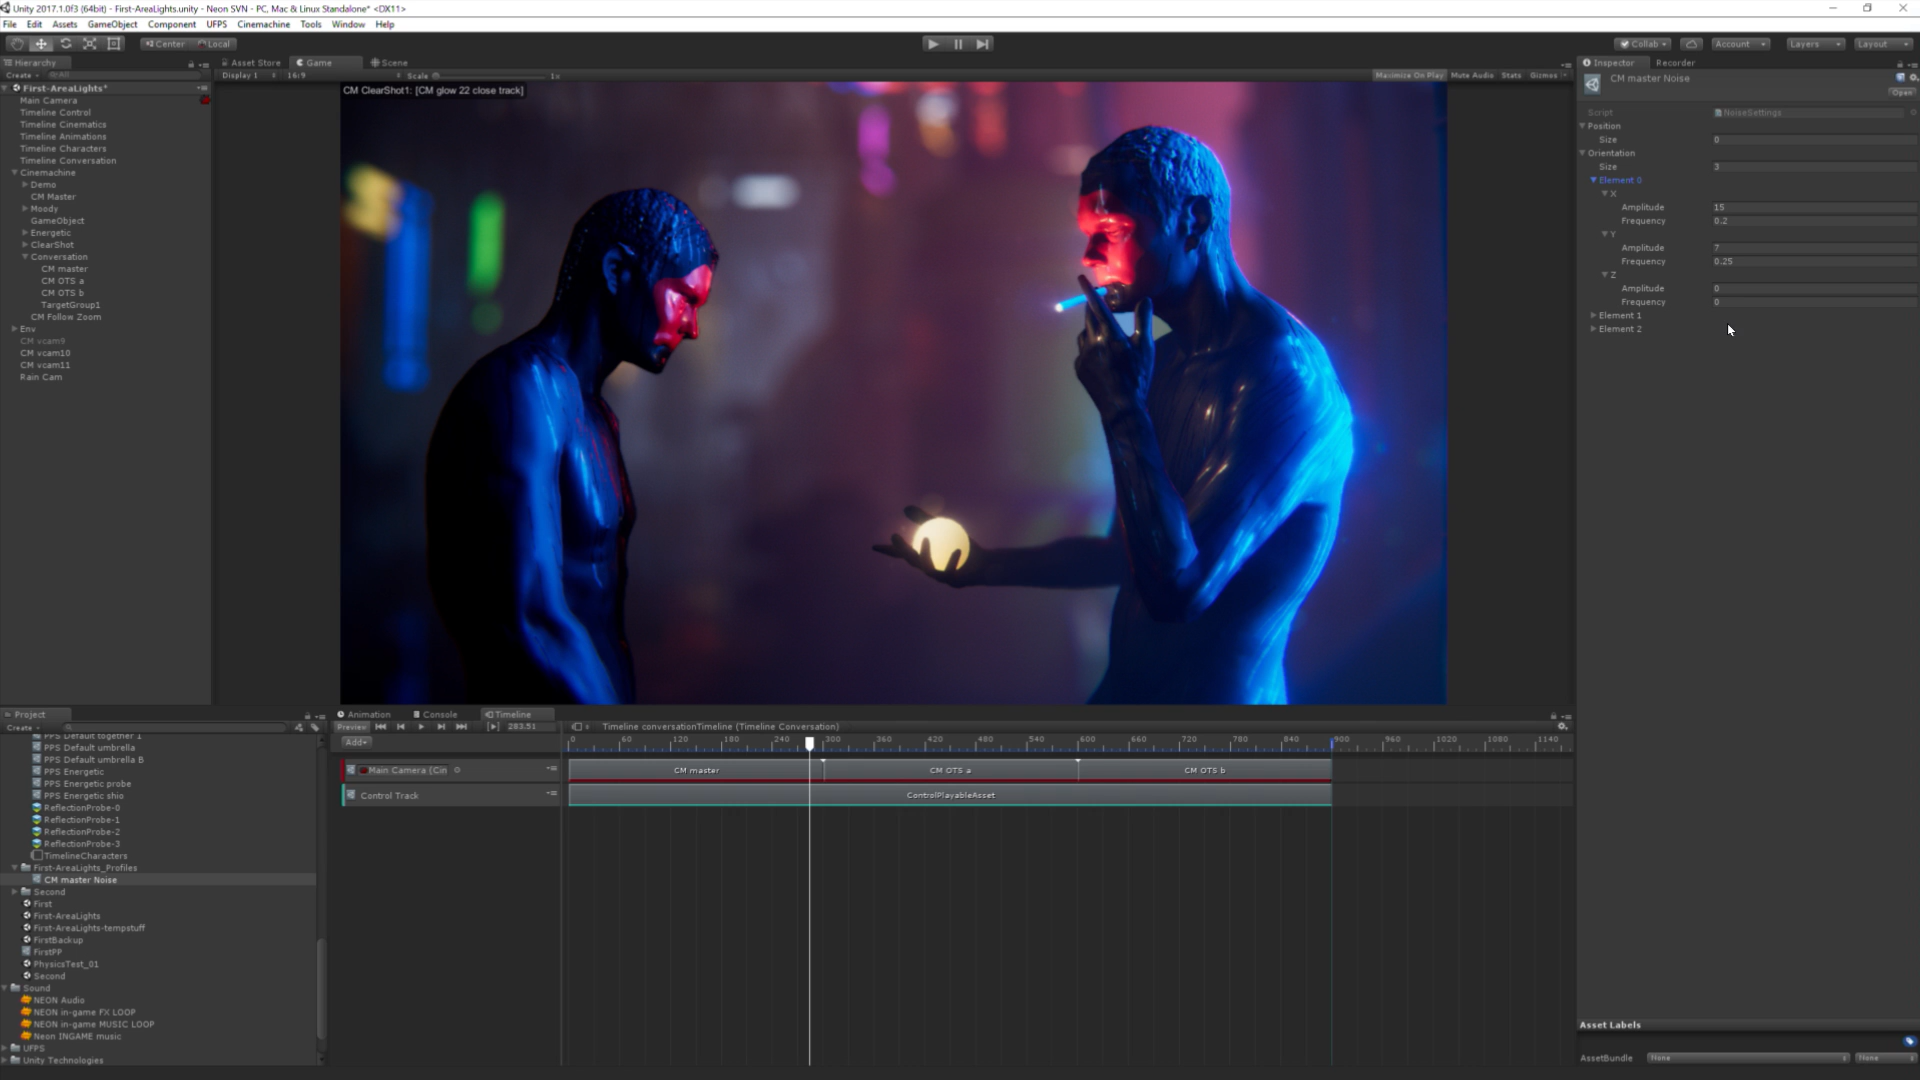 Unity 2017.1.0f3 (64bit) - First-AreaLights.unity - Neon SVN - PC, Mac & Linux Standalone* <DX11>
File Edit Assets GameObject Component UFPS Cinemachine Tools Window Help
Center Local Collab Account Layers Layout
Hierarchy
Create All
First-AreaLights*
Main Camera
Timeline Control
Timeline Cinematics
Timeline Animations
Timeline Characters
Timeline Conversation
Cinemachine
Demo
CM Master
Moody
GameObject
Energetic
ClearShot
Conversation
CM master
CM OTS a
CM OTS b
TargetGroup1
CM Follow Zoom
Env
CM vcam9
CM vcam10
CM vcam11
Rain Cam
Asset Store Game Scene
Display 1 16:9 Scale 1x Maximize On Play Mute Audio Stats Gizmos
CM ClearShot1: [CM glow 22 close track]
Inspector Recorder
CM master Noise
Open
Script NoiseSettings
Position
Size 0
Orientation
Size 3
Element 0
X
Amplitude 15
Frequency 0.2
Y
Amplitude 7
Frequency 0.25
Z
Amplitude 0
Frequency 0
Element 1
Element 2
Asset Labels
AssetBundle None None
Project
Create
PPS Default together 1
PPS Default umbrella
PPS Default umbrella B
PPS Energetic
PPS Energetic probe
PPS Energetic shio
ReflectionProbe-0
ReflectionProbe-1
ReflectionProbe-2
ReflectionProbe-3
TimelineCharacters
First-AreaLights_Profiles
CM master Noise
Second
First
First-AreaLights
First-AreaLights-tempstuff
FirstBackup
FirstPP
PhysicsTest_01
Second
Sound
NEON Audio
NEON in-game FX LOOP
NEON in-game MUSIC LOOP
Neon INGAME music
UFPS
Unity Technologies
Animation Console Timeline
Preview 283.51 Timeline conversationTimeline (Timeline Conversation)
Add
0 60 120 180 240 300 360 420 480 540 600 660 720 780 840 900 960 1020 1080 1140
Main Camera (Cin CM master CM OTS a CM OTS b
Control Track ControlPlayableAsset